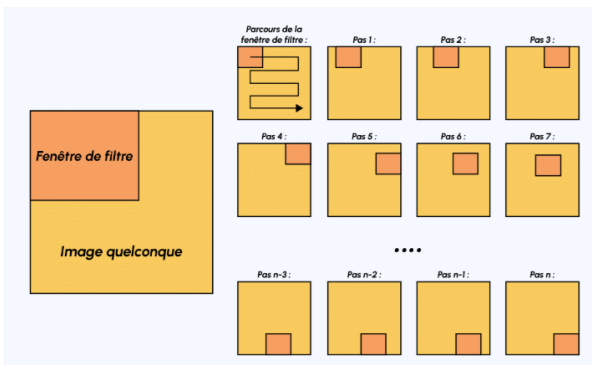 Parcours de la
fenêtre de filtre :
Pas 1 :
Pas 2 :
Pas 3 :
Fenêtre de filtre
Image quelconque
Pas 4 :
Pas 5 :
Pas 6 :
Pas 7 :
....
Pas n-3 :
Pas n-2 :
Pas n-1 :
Pas n :